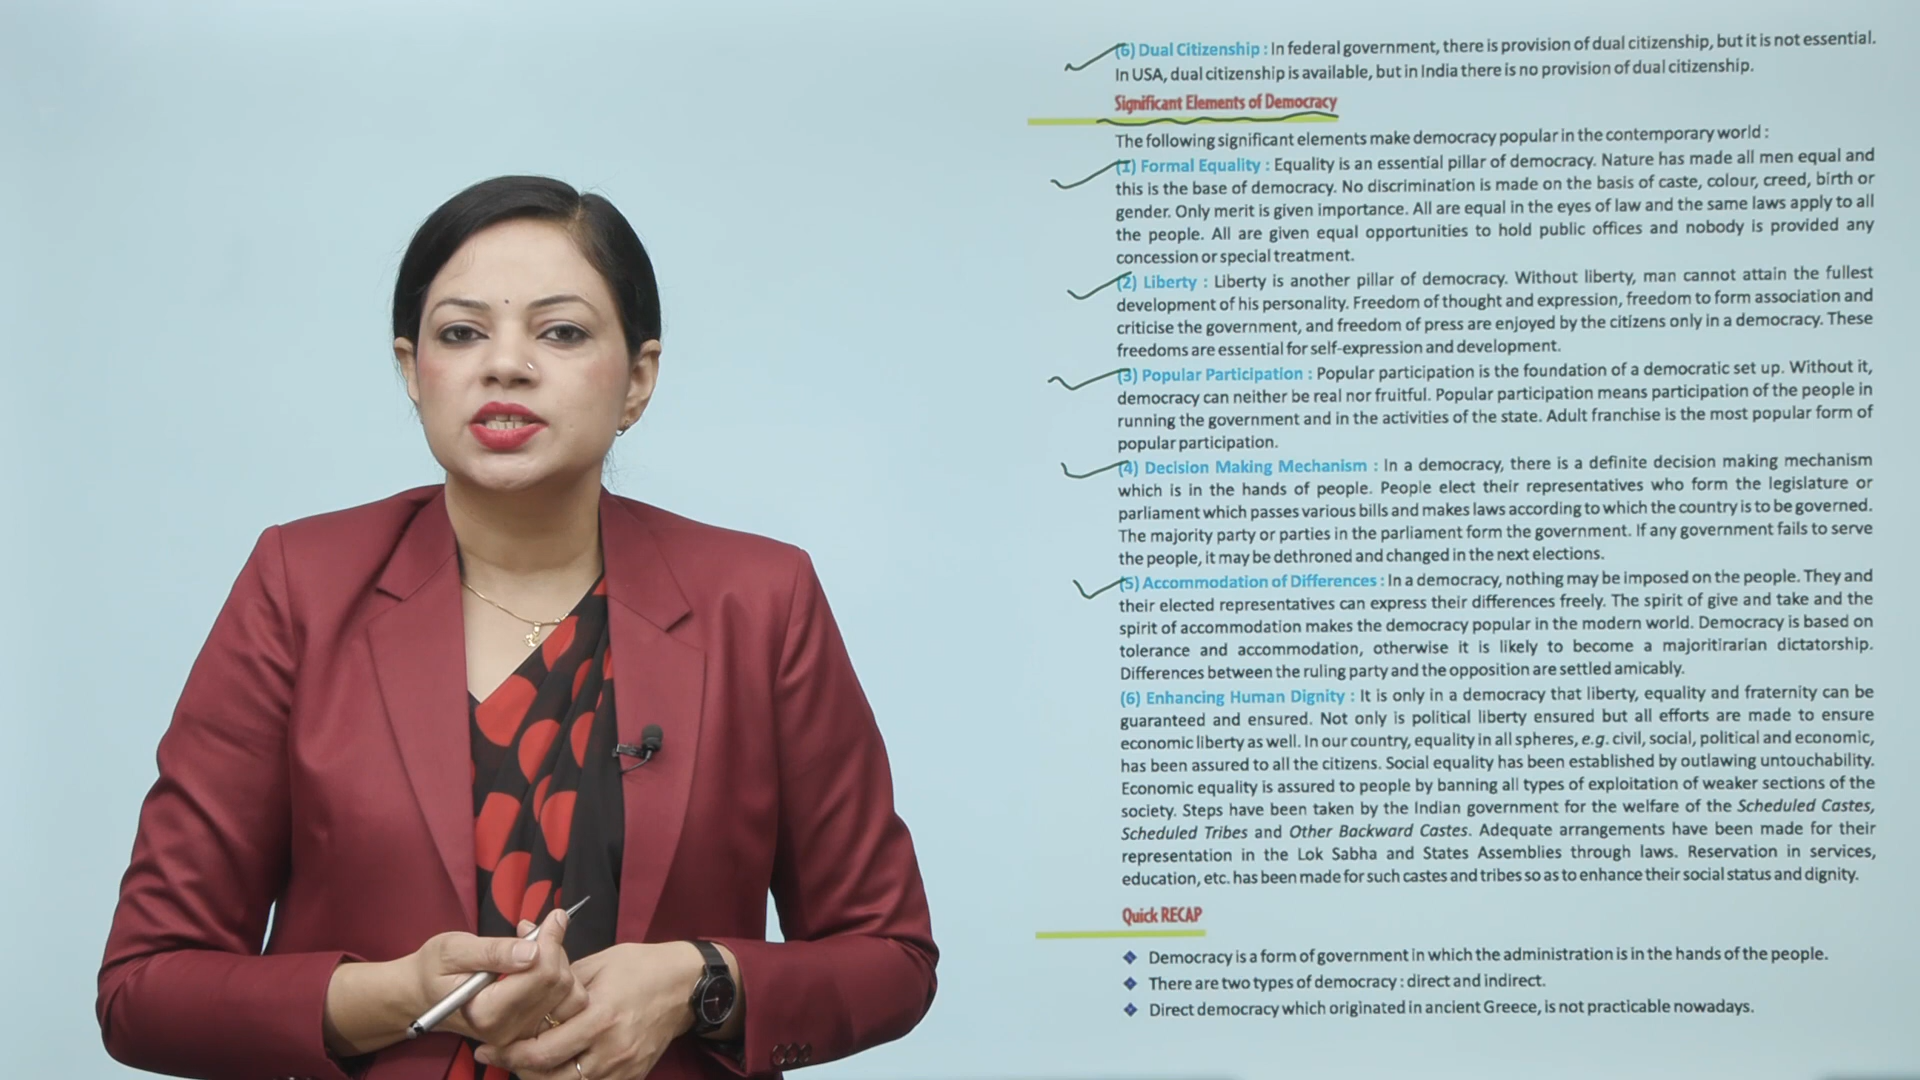 (6) Dual Citizenship : In federal government, there is provision of dual citizenship, but it is not essential.
In USA, dual citizenship is available, but in India there is no provision of dual citizenship.
Significant Elements of Democracy
The following significant elements make democracy popular in the contemporary world :
(1) Formal Equality : Equality is an essential pillar of democracy. Nature has made all men equal and
this is the base of democracy. No discrimination is made on the basis of caste, colour, creed, birth or
gender. Only merit is given importance. All are equal in the eyes of law and the same laws apply to all
the people. All are given equal opportunities to hold public offices and nobody is provided any
concession or special treatment.
(2) Liberty : Liberty is another pillar of democracy. Without liberty, man cannot attain the fullest
development of his personality. Freedom of thought and expression, freedom to form association and
criticise the government, and freedom of press are enjoyed by the citizens only in a democracy. These
freedoms are essential for self-expression and development.
(3) Popular Participation : Popular participation is the foundation of a democratic set up. Without it,
democracy can neither be real nor fruitful. Popular participation means participation of the people in
running the government and in the activities of the state. Adult franchise is the most popular form of
popular participation.
(4) Decision Making Mechanism : In a democracy, there is a definite decision making mechanism
which is in the hands of people. People elect their representatives who form the legislature or
parliament which passes various bills and makes laws according to which the country is to be governed.
The majority party or parties in the parliament form the government. If any government fails to serve
the people, it may be dethroned and changed in the next elections.
(5) Accommodation of Differences : In a democracy, nothing may be imposed on the people. They and
their elected representatives can express their differences freely. The spirit of give and take and the
spirit of accommodation makes the democracy popular in the modern world. Democracy is based on
tolerance and accommodation, otherwise it is likely to become a majoritirarian dictatorship.
Differences between the ruling party and the opposition are settled amicably.
(6) Enhancing Human Dignity : It is only in a democracy that liberty, equality and fraternity can be
guaranteed and ensured. Not only is political liberty ensured but all efforts are made to ensure
economic liberty as well. In our country, equality in all spheres, e.g. civil, social, political and economic,
has been assured to all the citizens. Social equality has been established by outlawing untouchability.
Economic equality is assured to people by banning all types of exploitation of weaker sections of the
society. Steps have been taken by the Indian government for the welfare of the Scheduled Castes,
Scheduled Tribes and Other Backward Castes. Adequate arrangements have been made for their
representation in the Lok Sabha and States Assemblies through laws. Reservation in services,
education, etc. has been made for such castes and tribes so as to enhance their social status and dignity.
Quick RECAP
❖ Democracy is a form of government in which the administration is in the hands of the people.
❖ There are two types of democracy : direct and indirect.
❖ Direct democracy which originated in ancient Greece, is not practicable nowadays.